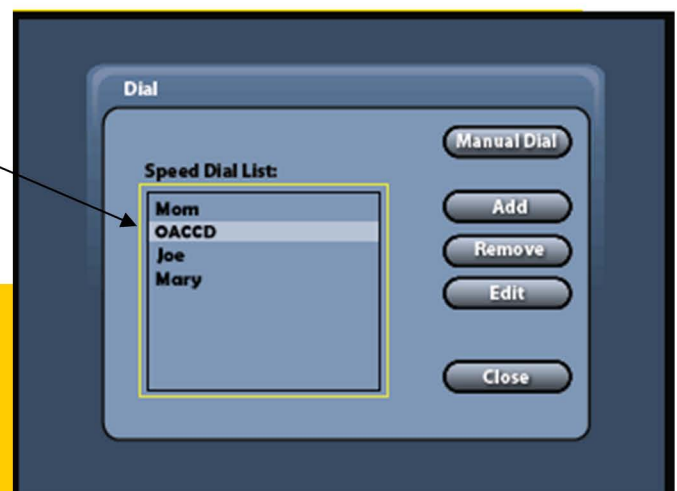 Dial
Manual Dial
Speed Dial List:
Mom
OACCD
Joe
Mary
Add
Remove
Edit
Close